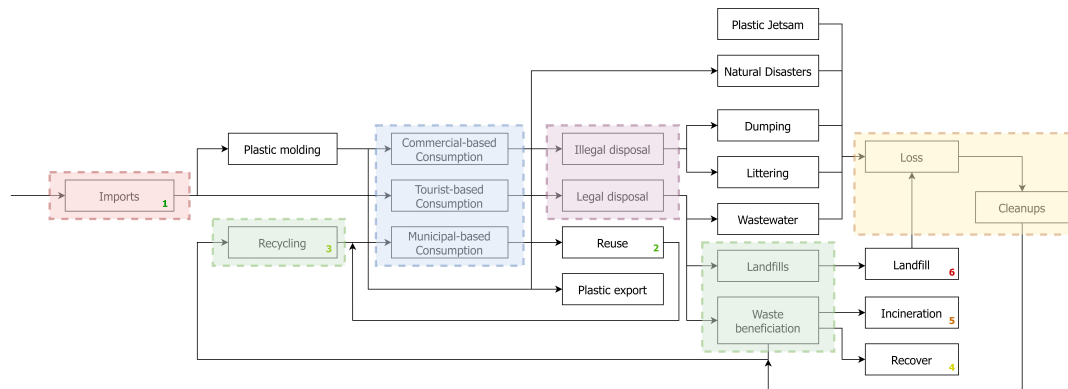 Plastic Jetsam
Natural Disasters
Plastic molding
Commercial-based
Consumption
Illegal disposal
Dumping
Littering
Loss
Imports
1
Tourist-based
Consumption
Legal disposal
Wastewater
Cleanups
Recycling
3
Municipal-based
Consumption
Reuse
2
Landfills
Landfill
6
Plastic export
Waste
beneficiation
Incineration
5
Recover
4